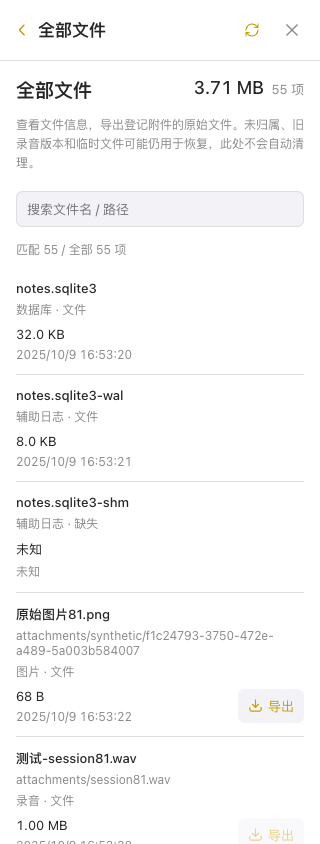 全部文件
全部文件 3.71 MB 55 项
查看文件信息，导出登记附件的原始文件。未归属、旧
录音版本和临时文件可能仍用于恢复，此处不会自动清
理。
搜索文件名 / 路径
匹配 55 / 全部 55 项
notes.sqlite3
数据库 · 文件
32.0 KB
2025/10/9 16:53:20
notes.sqlite3-wal
辅助日志 · 文件
8.0 KB
2025/10/9 16:53:21
notes.sqlite3-shm
辅助日志 · 缺失
未知
未知
原始图片81.png
attachments/synthetic/f1c24793-3750-472e-
a489-5a003b584007
图片 · 文件
68 B
2025/10/9 16:53:22
导出
测试-session81.wav
attachments/session81.wav
录音 · 文件
1.00 MB
导出